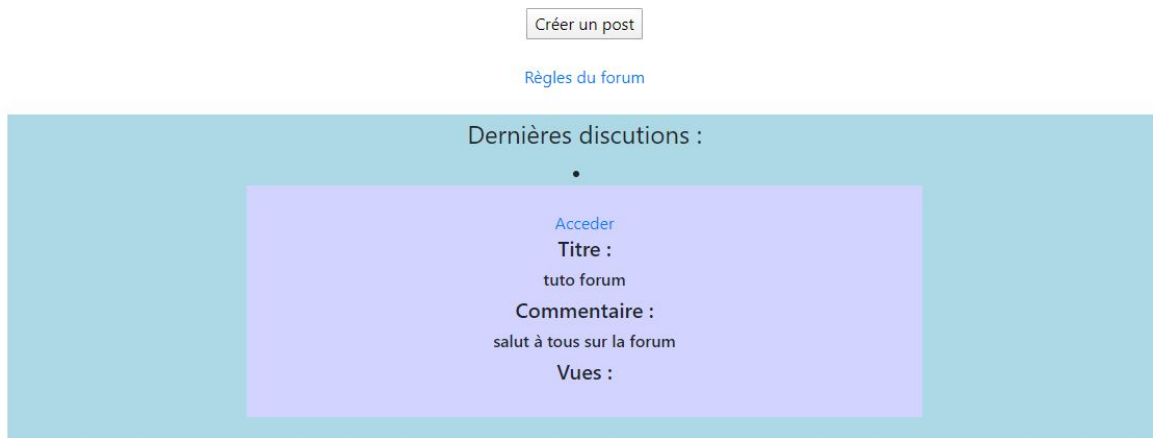 Créer un post
Règles du forum
Dernières discutions :
Acceder
Titre :
tuto forum
Commentaire :
salut à tous sur la forum
Vues :